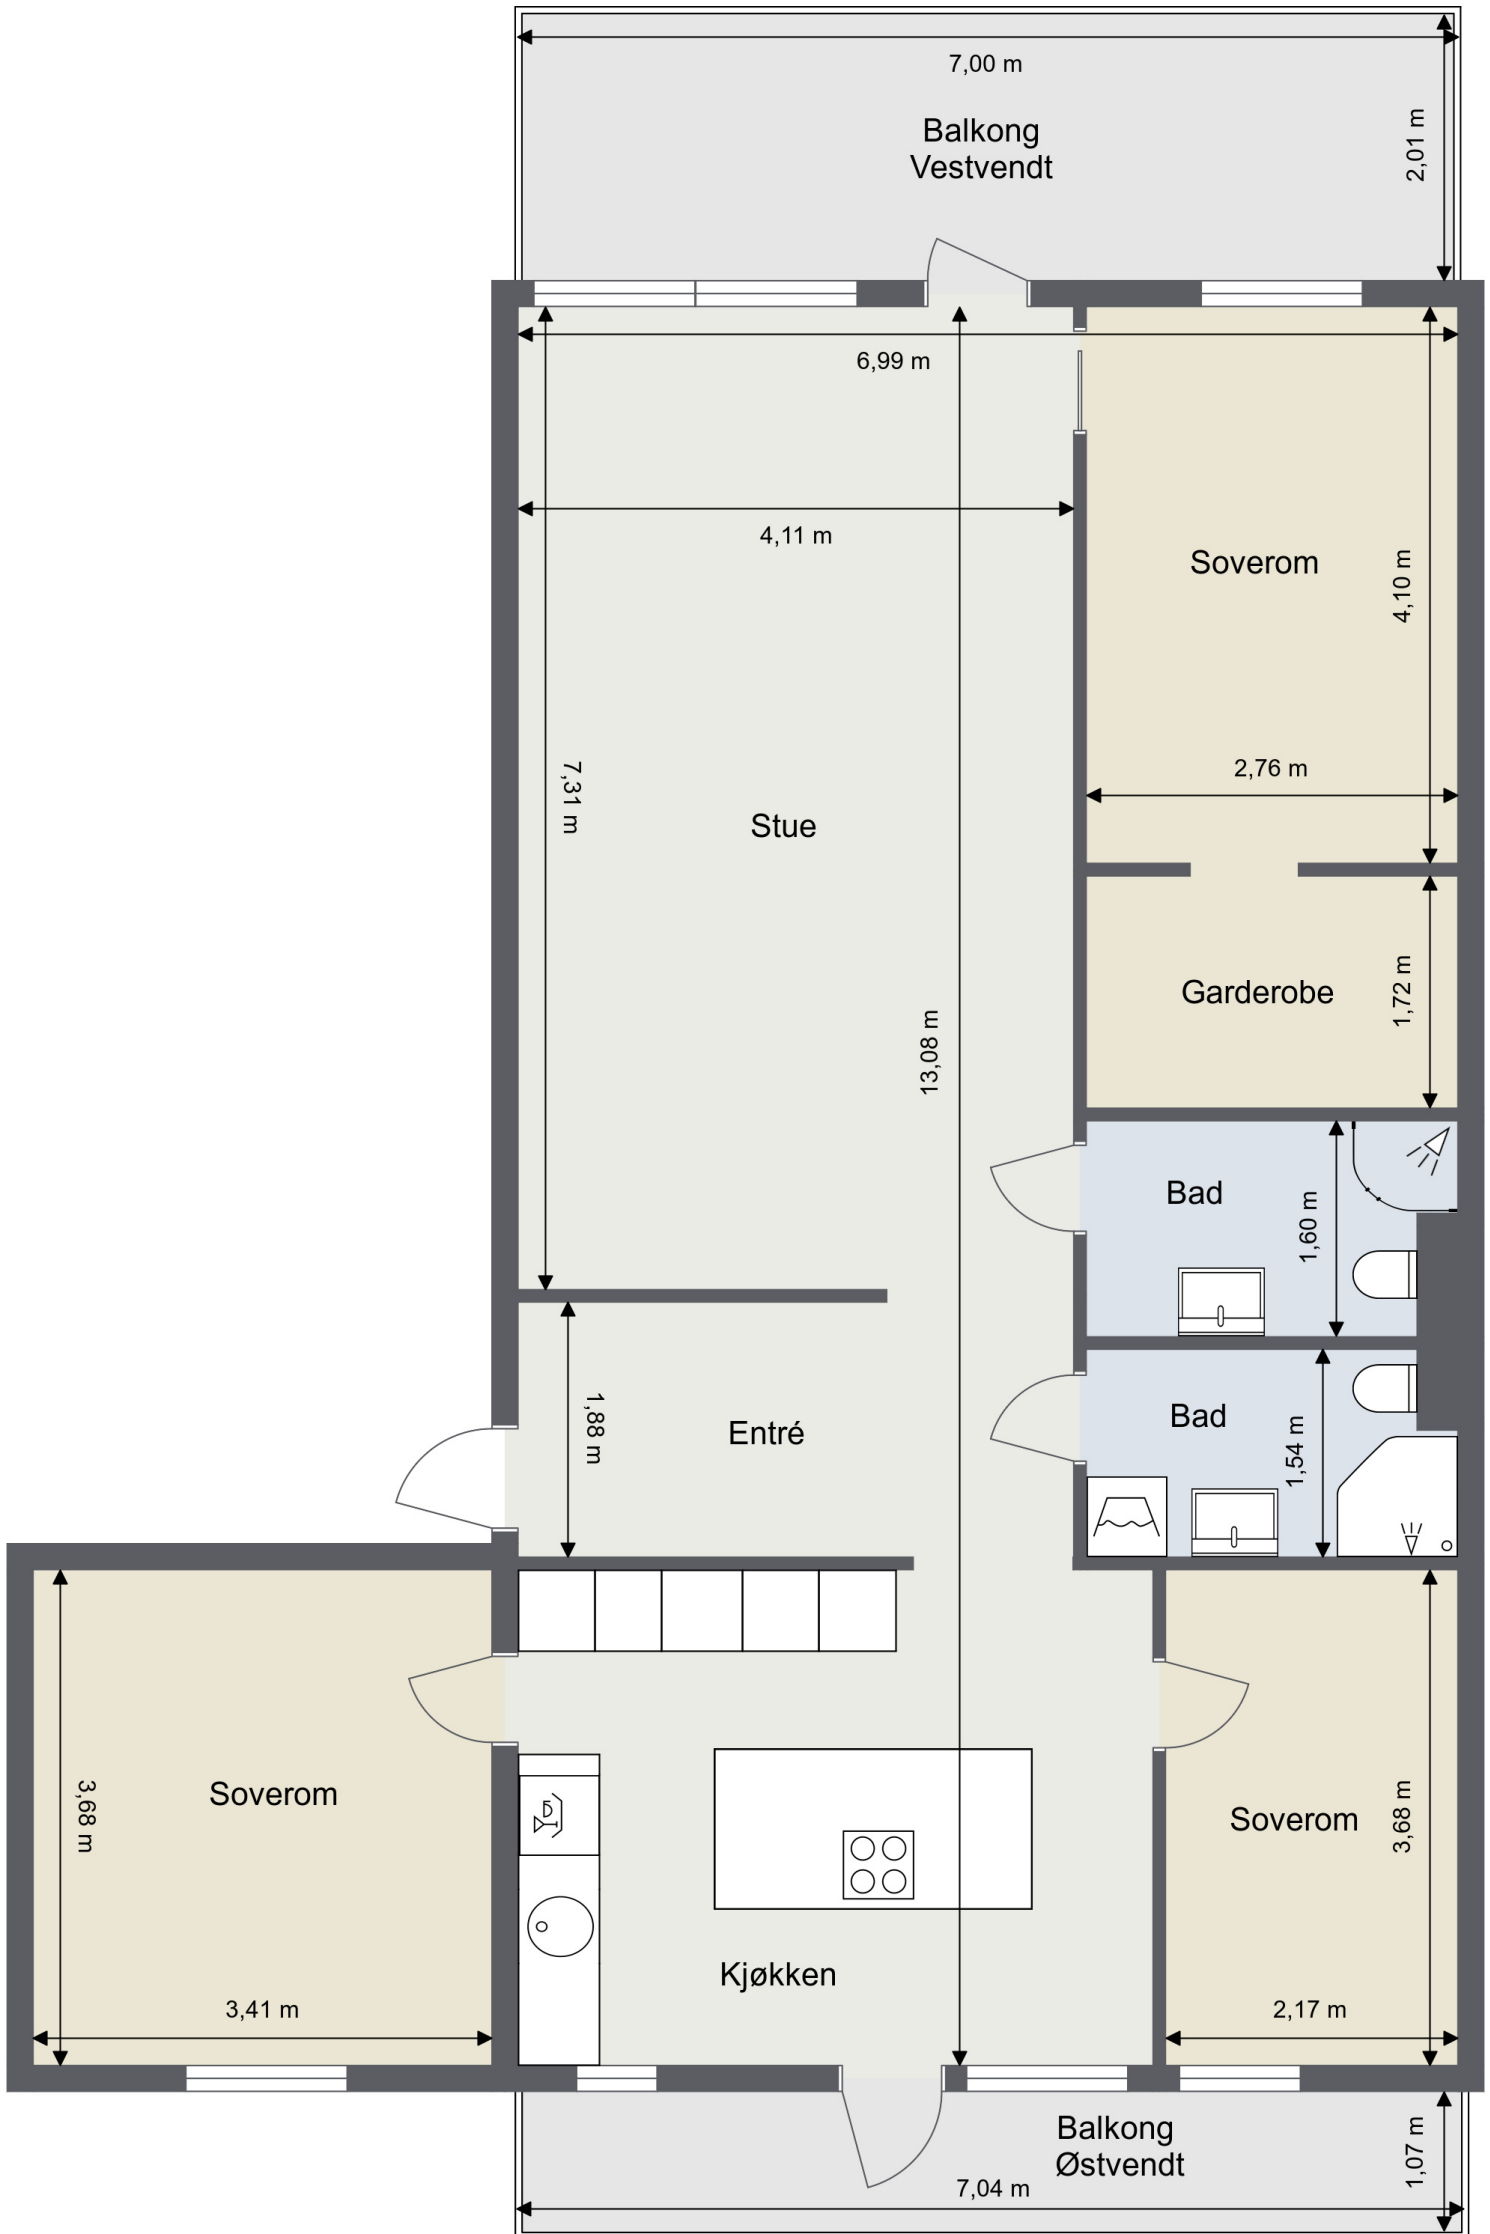 7,00 m
Balkong
Vestvendt
2,01 m
6,99 m
4,11 m
Soverom
4,10 m
2,76 m
7,31 m
Stue
Garderobe
1,72 m
13,08 m
Bad
1,60 m
1,88 m
Entré
Bad
1,54 m
3,68 m
Soverom
Soverom
3,68 m
Kjøkken
3,41 m
2,17 m
Balkong
Østvendt
1,07 m
7,04 m